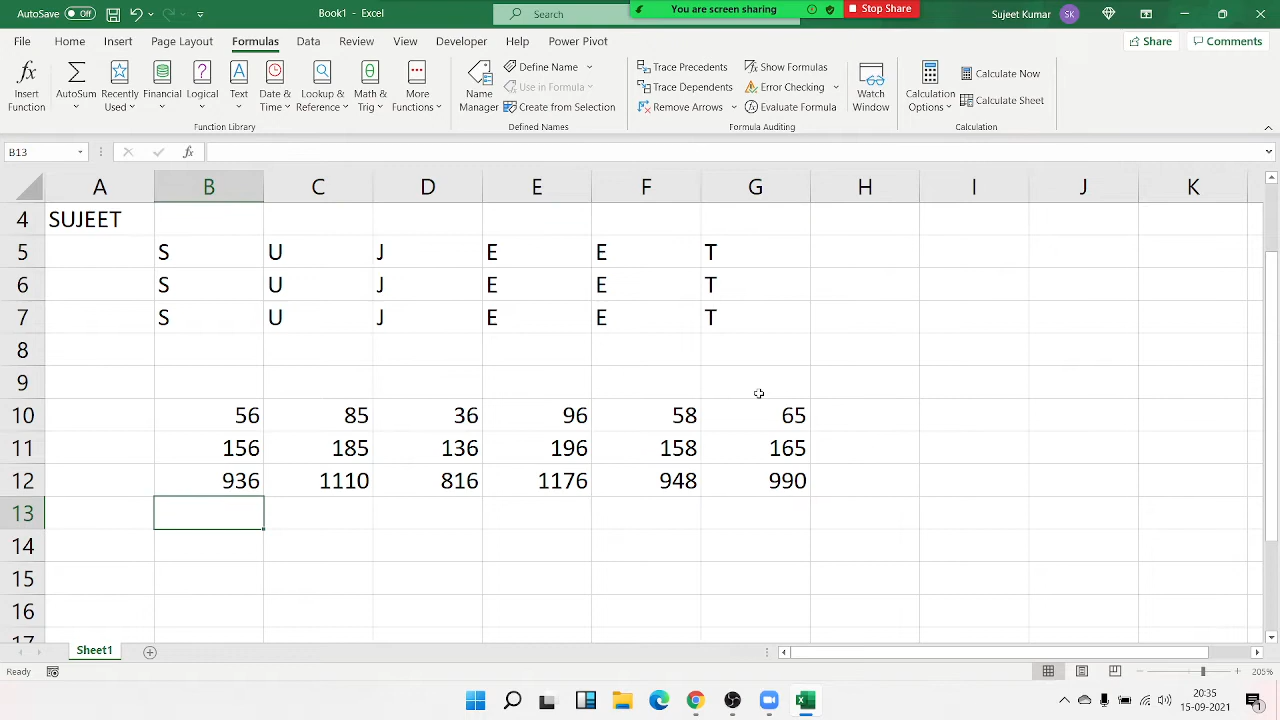 AutoSave Off Book1 - Excel Search You are screen sharing Stop Share Sujeet Kumar SK
File Home Insert Page Layout Formulas Data Review View Developer Help Power Pivot Share Comments
Insert Function AutoSum Recently Used Financial Logical Text Date & Time Lookup & Reference Math & Trig More Functions
Function Library
Name Manager Define Name Use in Formula Create from Selection
Defined Names
Trace Precedents Show Formulas
Trace Dependents Error Checking
Remove Arrows Evaluate Formula
Watch Window
Formula Auditing
Calculation Options Calculate Now Calculate Sheet
Calculation
B13 fx
A B C D E F G H I J K
4 SUJEET
5 S U J E E T
6 S U J E E T
7 S U J E E T
8
9
10 56 85 36 96 58 65
11 156 185 136 196 158 165
12 936 1110 816 1176 948 990
13
14
15
16
17
Sheet1
Ready 205%
20:35
15-09-2021
1